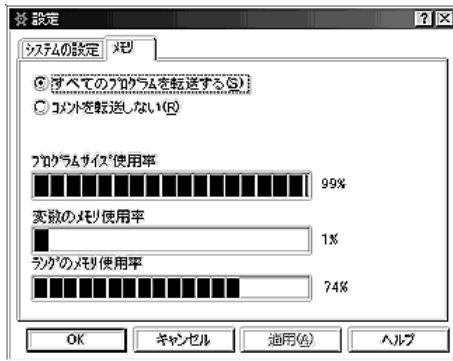 設定
システムの設定 メモリ
すべてのプログラムを転送する(S)
コメントを転送しない(R)
プログラムサイズ使用率
99%
変数のメモリ使用率
1%
ラングのメモリ使用率
74%
OK キャンセル 適用(A) ヘルプ